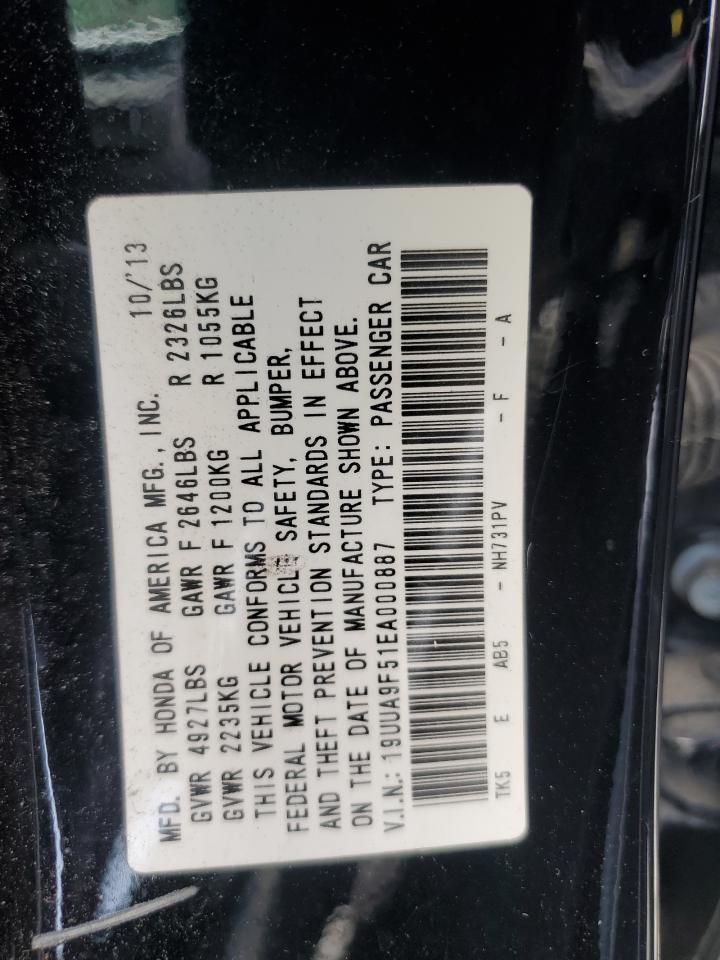 MFD. BY HONDA OF AMERICA MFG., INC. 10/'13
GVWR 4927LBS GAWR F 2646LBS R 2326LBS
GVWR 2235KG GAWR F 1200KG R 1055KG
THIS VEHICLE CONFORMS TO ALL APPLICABLE
FEDERAL MOTOR VEHICLE SAFETY, BUMPER,
AND THEFT PREVENTION STANDARDS IN EFFECT
ON THE DATE OF MANUFACTURE SHOWN ABOVE.
V.I.N.: 19UUA9F51EA000887 TYPE: PASSENGER CAR
TK5 E AB5 - NH731PV - F - A